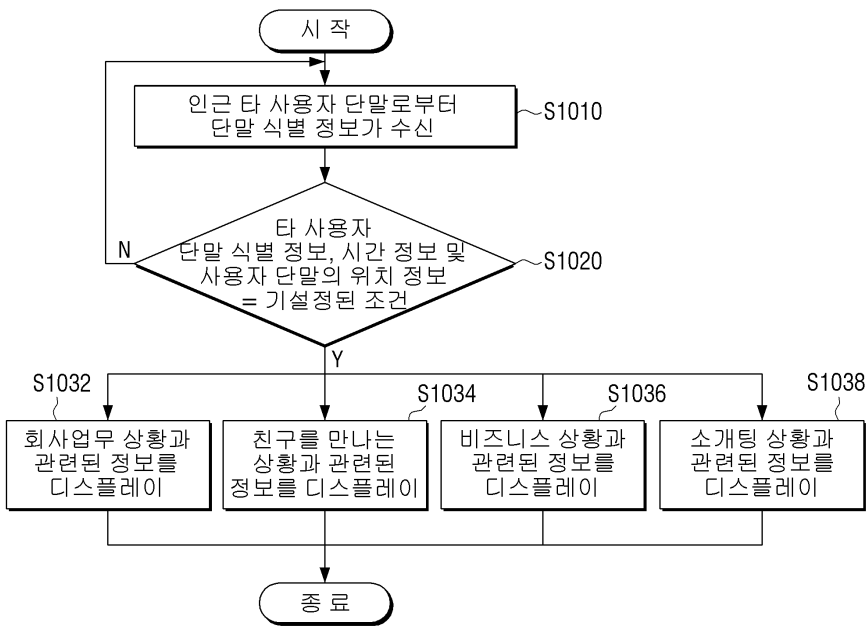 시 작
인근 타 사용자 단말로부터
단말 식별 정보가 수신
S1010
타 사용자
단말 식별 정보, 시간 정보 및
사용자 단말의 위치 정보
= 기설정된 조건
N
S1020
Y
S1032
S1034
S1036
S1038
회사업무 상황과
관련된 정보를
디스플레이
친구를 만나는
상황과 관련된
정보를 디스플레이
비즈니스 상황과
관련된 정보를
디스플레이
소개팅 상황과
관련된 정보를
디스플레이
종 료